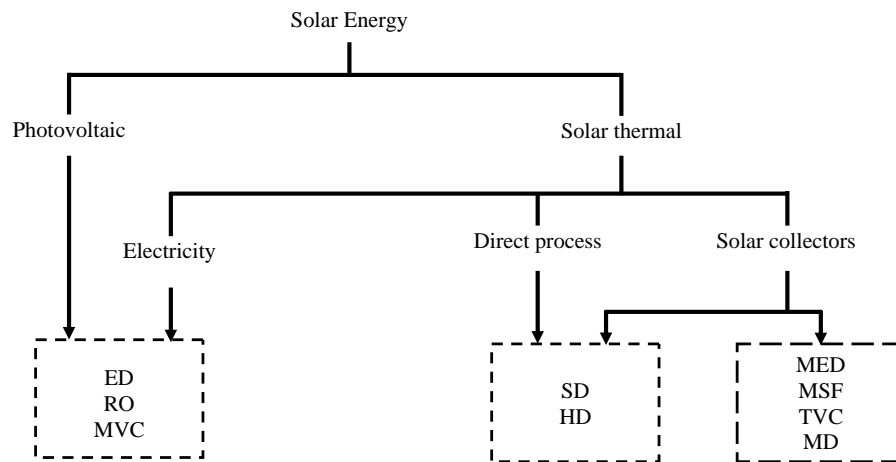 Solar Energy
Photovoltaic
Solar thermal
Electricity
Direct process
Solar collectors
ED
RO
MVC
SD
HD
MED
MSF
TVC
MD